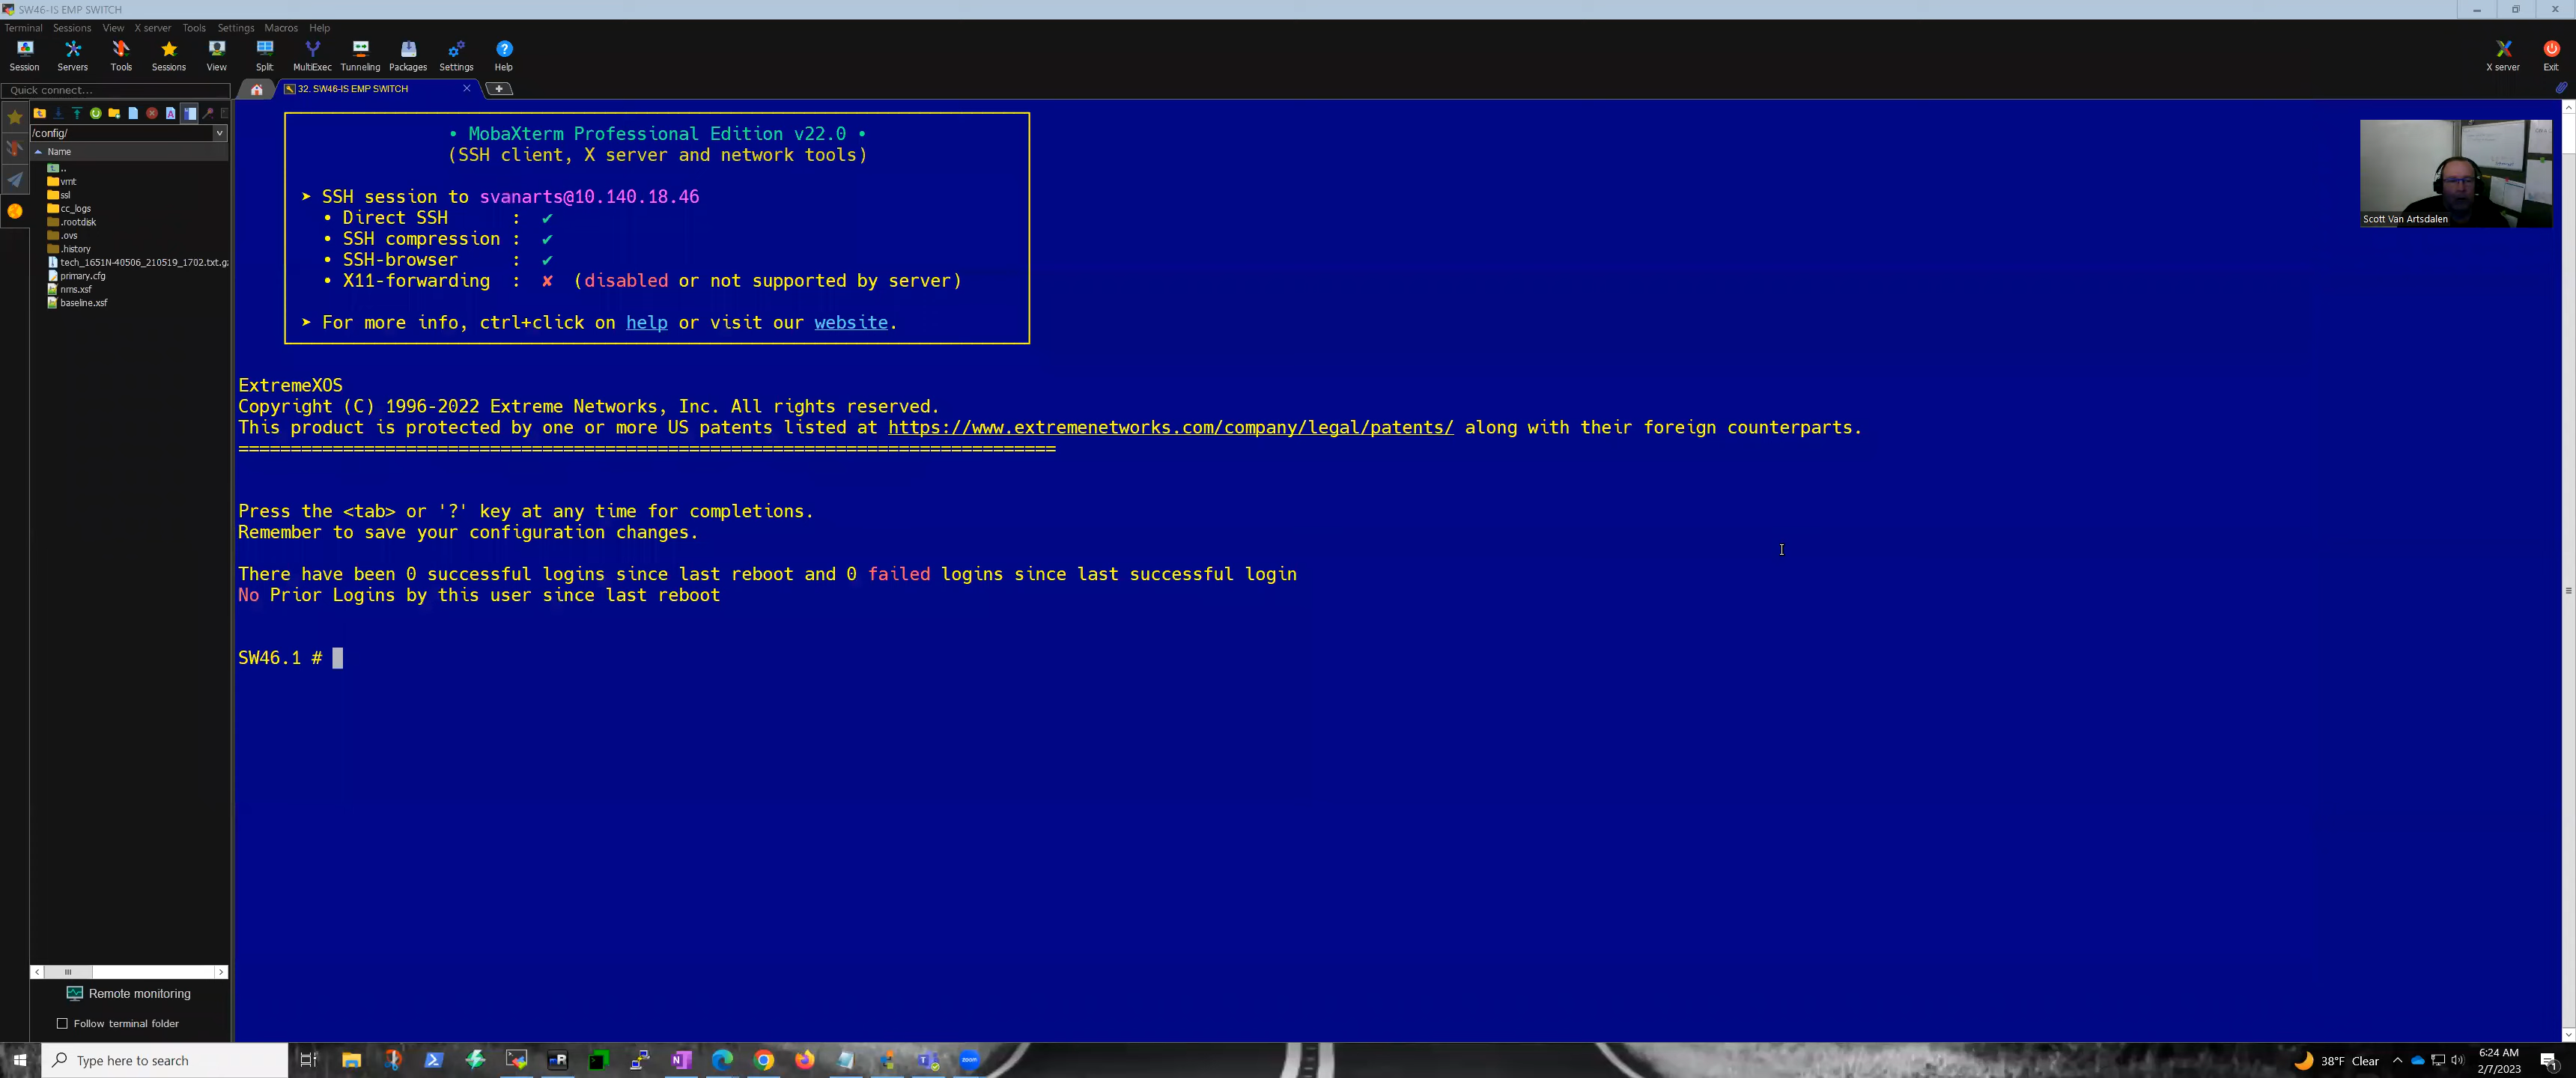 SW46-IS EMP SWITCH
Terminal Sessions View X server Tools Settings Macros Help
Session Servers Tools Sessions View Split MultiExec Tunneling Packages Settings Help X server Exit
Quick connect...
32. SW46-IS EMP SWITCH
/config/
Name
..
vmt
ssl
cc_logs
.rootdisk
.ovs
.history
tech_1651N-40506_210519_1702.txt.gz
primary.cfg
nrns.xsf
baseline.xsf
Remote monitoring
Follow terminal folder
• MobaXterm Professional Edition v22.0 •
(SSH client, X server and network tools)
➤ SSH session to svanarts@10.140.18.46
• Direct SSH : ✔
• SSH compression : ✔
• SSH-browser : ✔
• X11-forwarding : ✘ (disabled or not supported by server)
➤ For more info, ctrl+click on help or visit our website.
ExtremeXOS
Copyright (C) 1996-2022 Extreme Networks, Inc. All rights reserved.
This product is protected by one or more US patents listed at https://www.extremenetworks.com/company/legal/patents/ along with their foreign counterparts.
==============================================================================
Press the <tab> or '?' key at any time for completions.
Remember to save your configuration changes.
There have been 0 successful logins since last reboot and 0 failed logins since last successful login
No Prior Logins by this user since last reboot
SW46.1 #
Scott Van Artsdalen
Type here to search
38°F Clear
6:24 AM
2/7/2023